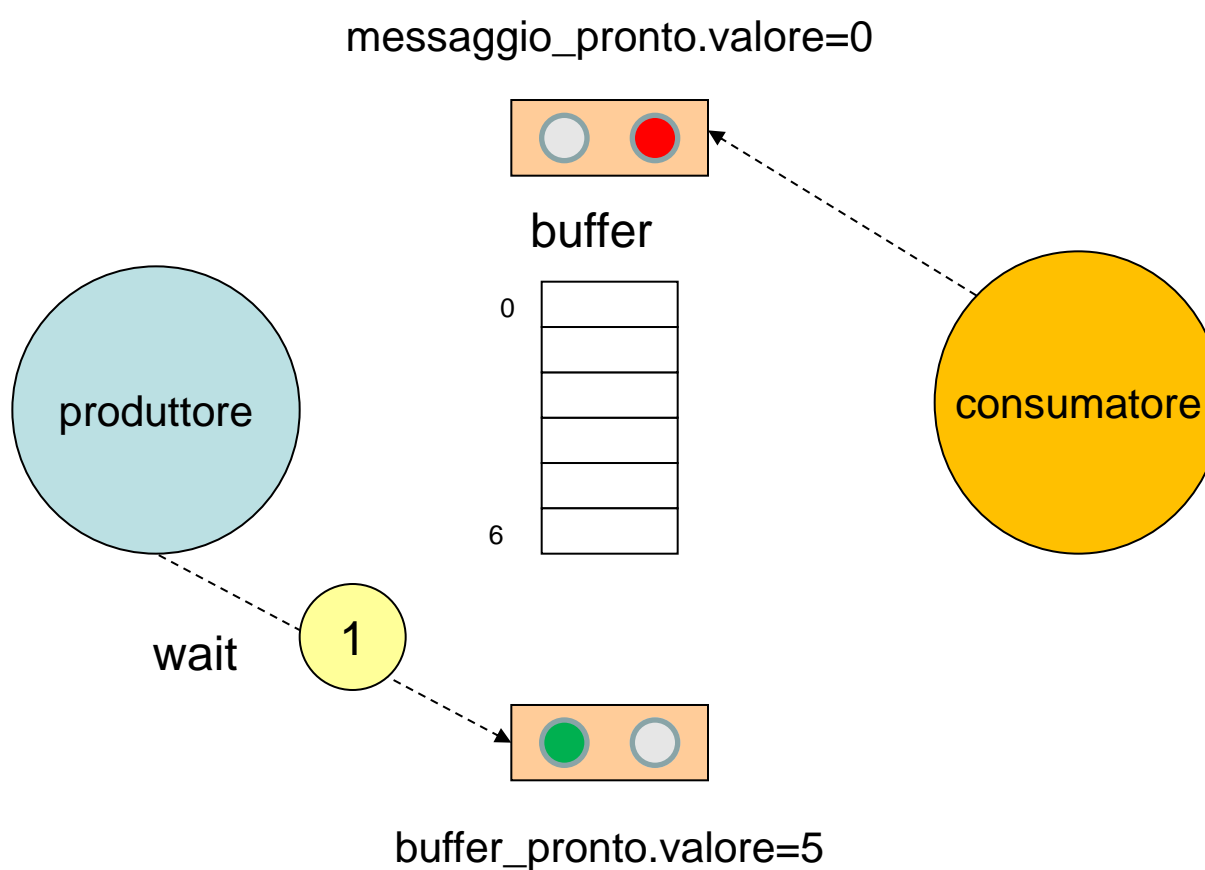 messaggio_pronto.valore=0
buffer
0
produttore
consumatore
6
1
wait
buffer_pronto.valore=5